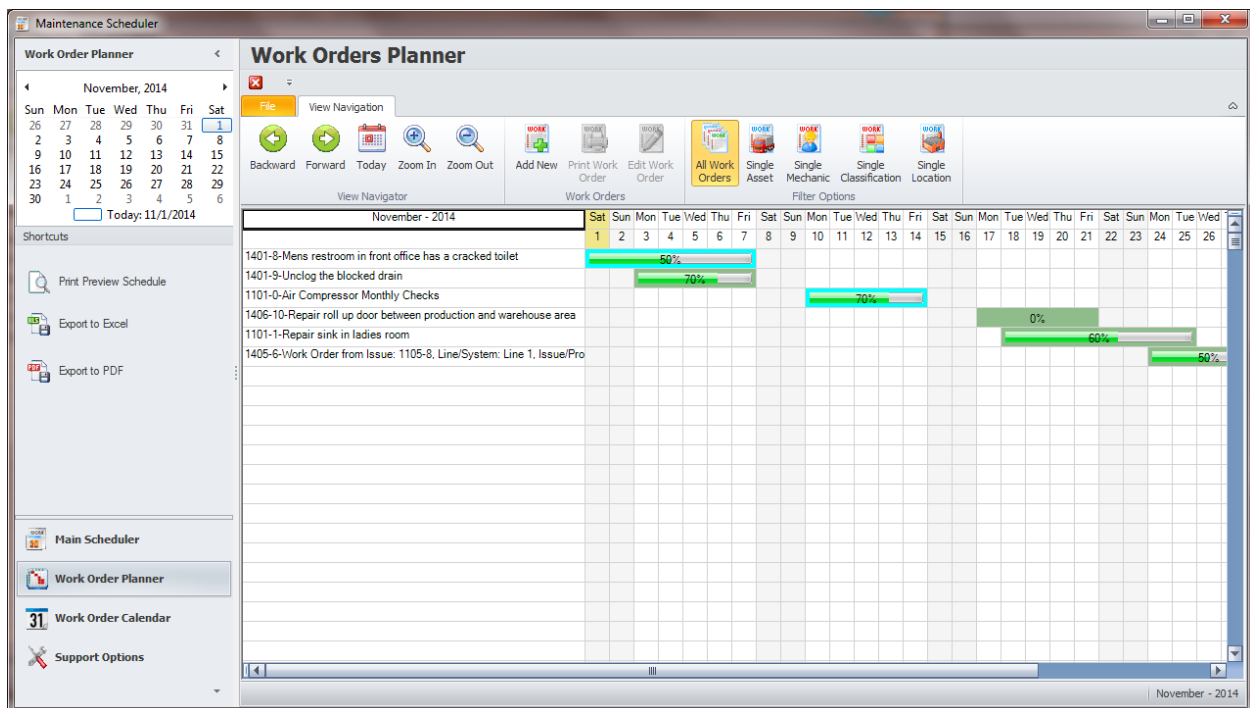 Maintenance Scheduler
Work Order Planner
November, 2014
Sun Mon Tue Wed Thu Fri Sat
26 27 28 29 30 31 1
2 3 4 5 6 7 8
9 10 11 12 13 14 15
16 17 18 19 20 21 22
23 24 25 26 27 28 29
30 1 2 3 4 5 6
Today: 11/1/2014
Shortcuts
Print Preview Schedule
Export to Excel
Export to PDF
Main Scheduler
Work Order Planner
31 Work Order Calendar
Support Options
Work Orders Planner
File View Navigation
Backward Forward Today Zoom In Zoom Out
View Navigator
Add New Print Work Order Edit Work Order
Work Orders
All Work Orders Single Asset Single Mechanic Single Classification Single Location
Filter Options
November - 2014 Sat Sun Mon Tue Wed Thu Fri Sat Sun Mon Tue Wed Thu Fri Sat Sun Mon Tue Wed Thu Fri Sat Sun Mon Tue Wed
1 2 3 4 5 6 7 8 9 10 11 12 13 14 15 16 17 18 19 20 21 22 23 24 25 26
1401-8-Mens restroom in front office has a cracked toilet 50%
1401-9-Unclog the blocked drain 70%
1101-0-Air Compressor Monthly Checks 70%
1406-10-Repair roll up door between production and warehouse area 0%
1101-1-Repair sink in ladies room 60%
1405-6-Work Order from Issue: 1105-8, Line/System: Line 1, Issue/Pro 50%
November - 2014